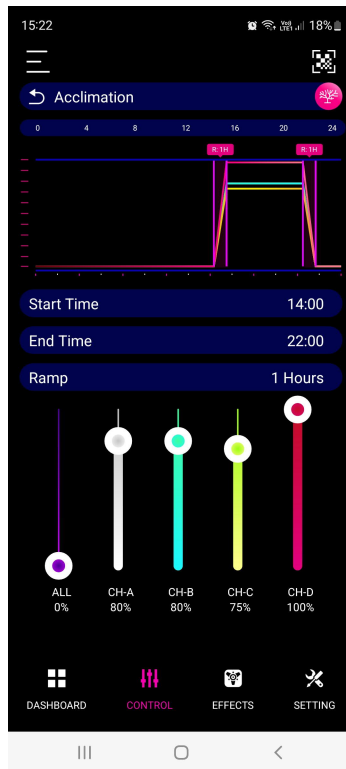 15:22 Vo)) LTE1 18%
Acclimation
0 4 8 12 16 20 24
R: 1H R: 1H
Start Time 14:00
End Time 22:00
Ramp 1 Hours
ALL CH-A CH-B CH-C CH-D
0% 80% 80% 75% 100%
DASHBOARD CONTROL EFFECTS SETTING